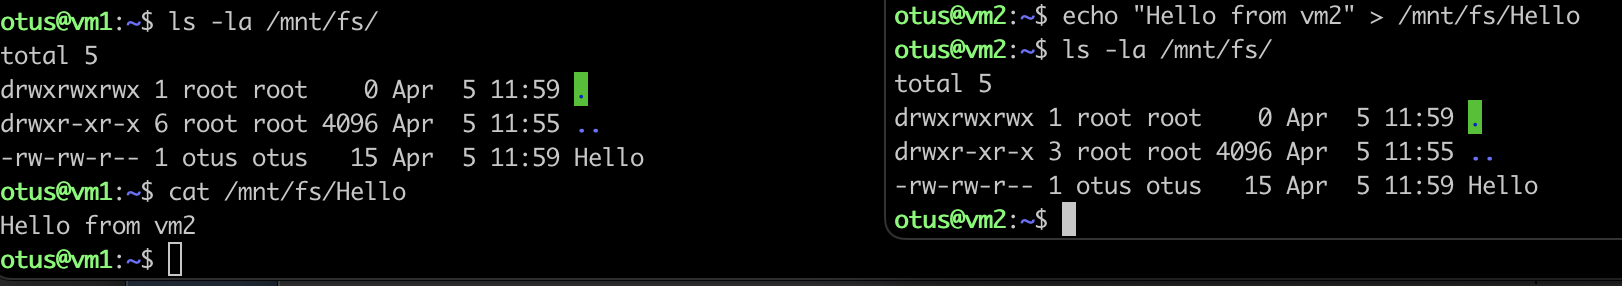 otus@vm1:~$ ls -la /mnt/fs/
total 5
drwxrwxrwx 1 root root    0 Apr  5 11:59 .
drwxr-xr-x 6 root root 4096 Apr  5 11:55 ..
-rw-rw-r-- 1 otus otus   15 Apr  5 11:59 Hello
otus@vm1:~$ cat /mnt/fs/Hello
Hello from vm2
otus@vm1:~$
otus@vm2:~$ echo "Hello from vm2" > /mnt/fs/Hello
otus@vm2:~$ ls -la /mnt/fs/
total 5
drwxrwxrwx 1 root root    0 Apr  5 11:59 .
drwxr-xr-x 3 root root 4096 Apr  5 11:55 ..
-rw-rw-r-- 1 otus otus   15 Apr  5 11:59 Hello
otus@vm2:~$